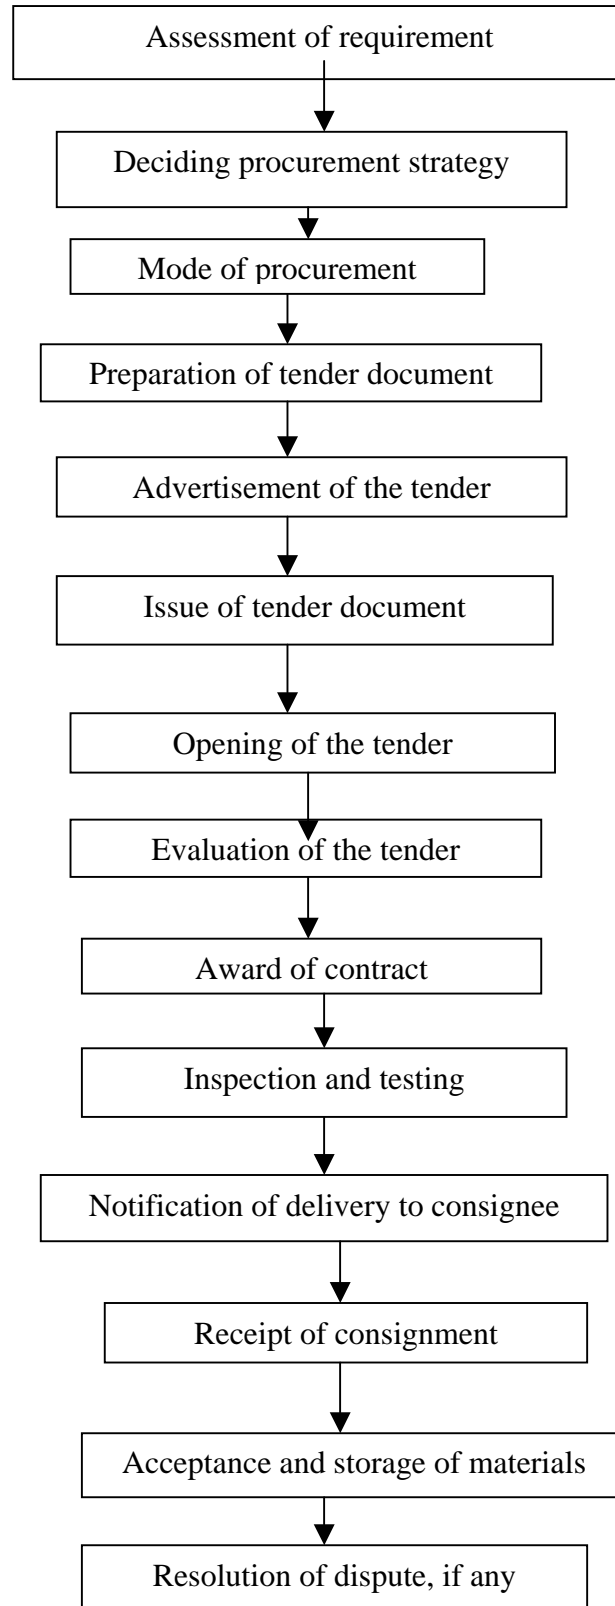 Assessment of requirement
Deciding procurement strategy
Mode of procurement
Preparation of tender document
Advertisement of the tender
Issue of tender document
Opening of the tender
Evaluation of the tender
Award of contract
Inspection and testing
Notification of delivery to consignee
Receipt of consignment
Acceptance and storage of materials
Resolution of dispute, if any